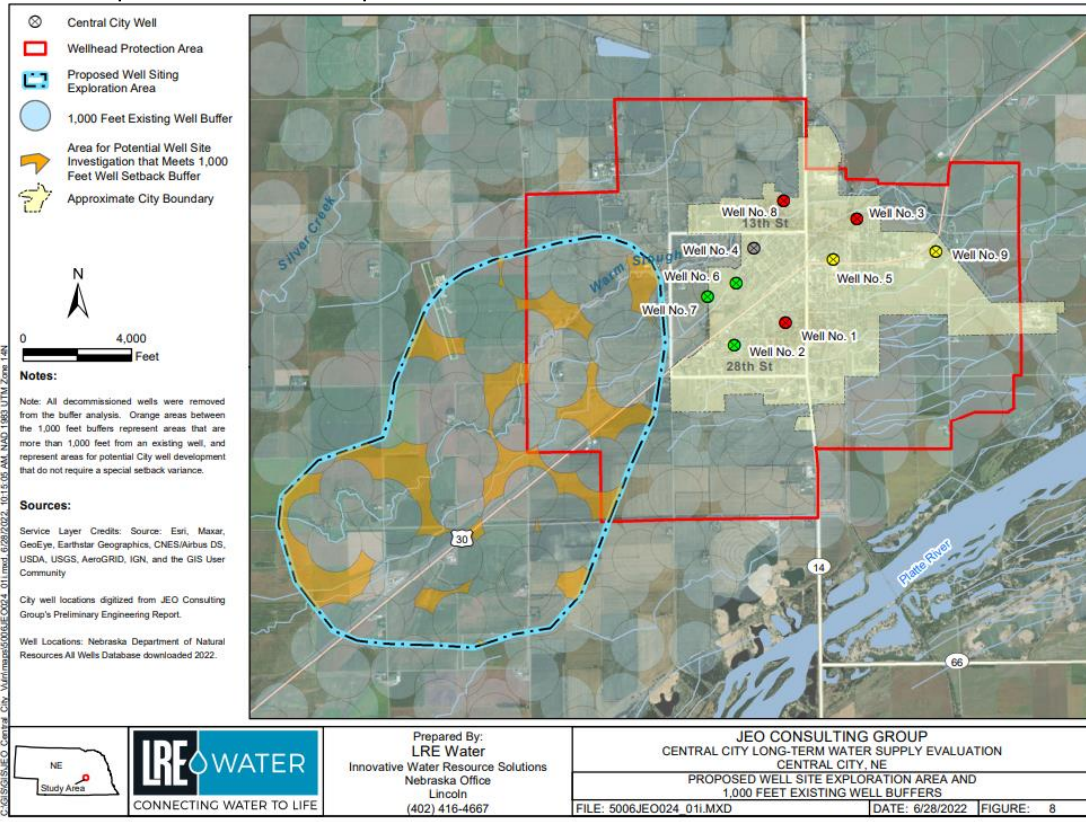 Central City Well
Wellhead Protection Area
Proposed Well Siting
Exploration Area
1,000 Feet Existing Well Buffer
Area for Potential Well Site
Investigation that Meets 1,000
Feet Well Setback Buffer
Approximate City Boundary
N
0 4,000
Feet
Notes:
Note: All decommissioned wells were removed
from the buffer analysis. Orange areas between
the 1,000 feet buffers represent areas that are
more than 1,000 feet from an existing well, and
represent areas for potential City well development
that do not require a special setback variance.
Sources:
Service Layer Credits: Source: Esri, Maxar,
GeoEye, Earthstar Geographics, CNES/Airbus DS,
USDA, USGS, AeroGRID, IGN, and the GIS User
Community
City well locations digitized from JEO Consulting
Group's Preliminary Engineering Report.
Well Locations: Nebraska Department of Natural
Resources All Wells Database downloaded 2022.
Silver Creek
Warm Slough
Well No. 8
13th St
Well No. 3
Well No. 4
Well No. 9
Well No. 5
Well No. 6
Well No. 7
Well No. 1
Well No. 2
28th St
30
14
Platte River
66
NE
Study Area
LRE WATER
CONNECTING WATER TO LIFE
Prepared By:
LRE Water
Innovative Water Resource Solutions
Nebraska Office
Lincoln
(402) 416-4667
JEO CONSULTING GROUP
CENTRAL CITY LONG-TERM WATER SUPPLY EVALUATION
CENTRAL CITY, NE
PROPOSED WELL SITE EXPLORATION AREA AND
1,000 FEET EXISTING WELL BUFFERS
FILE: 5006JEO024_01i.MXD DATE: 6/28/2022 FIGURE: 8